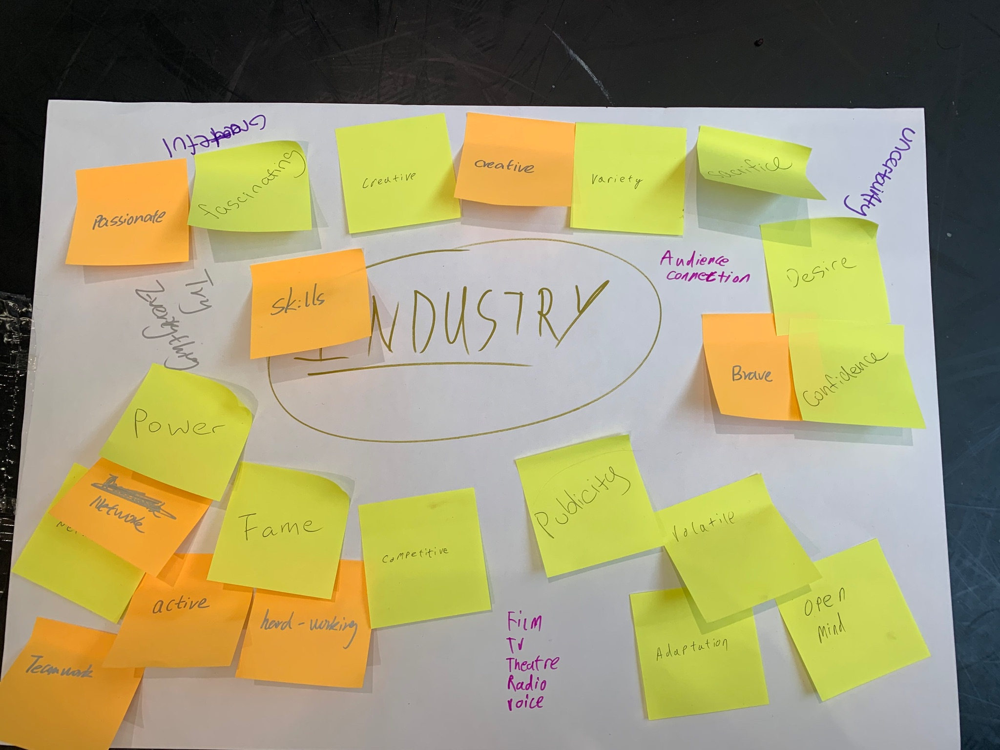 Grateful
uncertainty
Passionate
fascinating
creative
creative
variety
sacrifice
Audience
connection
Desire
Try
Everything
skills
INDUSTRY
Brave
Confidence
Power
Network
Fame
competitive
Publicity
volatile
open
Mind
active
hard-working
Adaptation
Teamwork
Film
TV
Theatre
Radio
voice